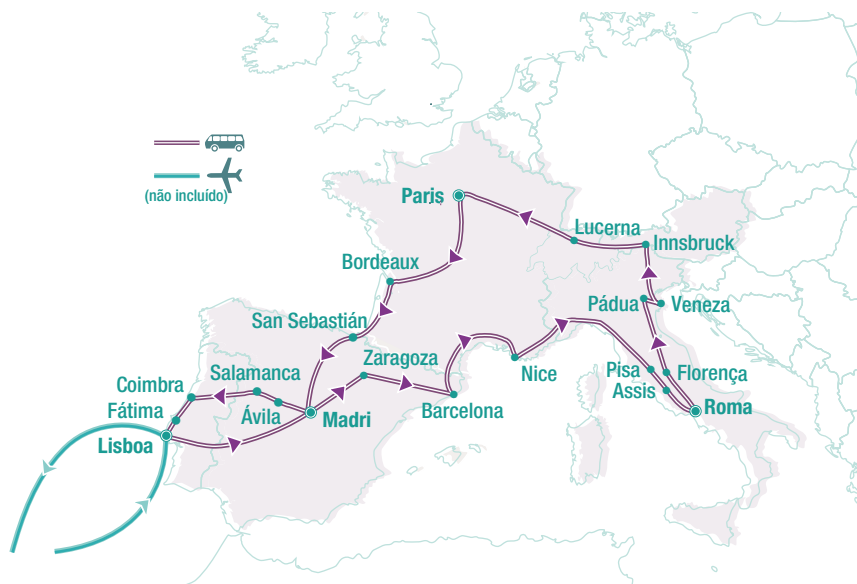 (não incluído)
Paris
Lucerna
Innsbruck
Bordeaux
Pádua
Veneza
San Sebastián
Zaragoza
Nice
Pisa
Florença
Assis
Roma
Coimbra
Salamanca
Fátima
Ávila
Madri
Barcelona
Lisboa